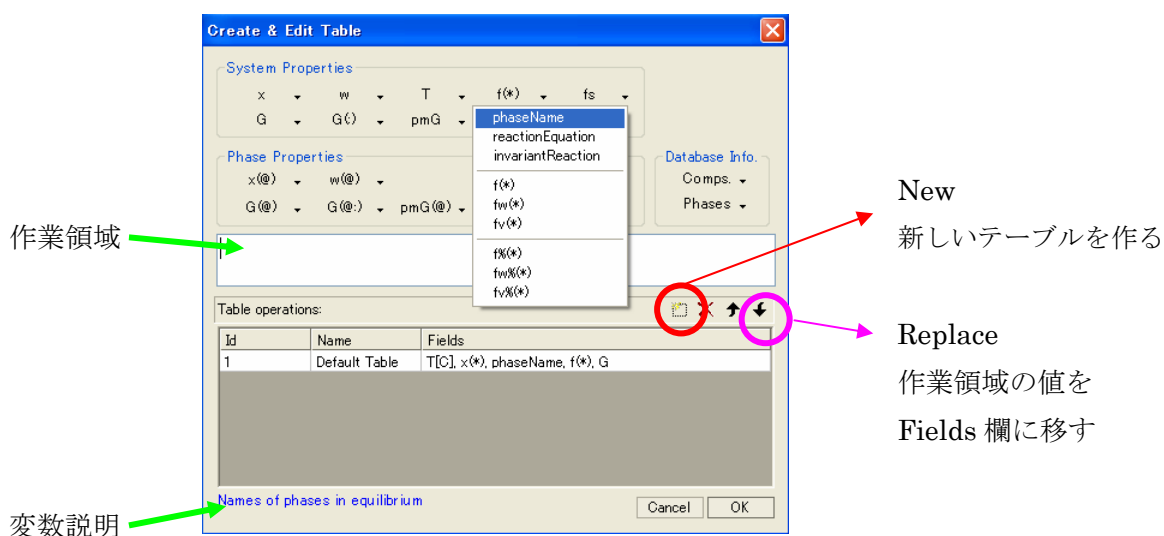 Create & Edit Table
System Properties
x w T f(*) fs
G G() pmG
phaseName
reactionEquation
invariantReaction
f(*)
fw(*)
fv(*)
f%(*)
fw%(*)
fv%(*)
Phase Properties
x(@) w(@)
G(@) G(@:) pmG(@)
Database Info.
Comps.
Phases
作業領域
New
新しいテーブルを作る
Table operations:
Id Name Fields
1 Default Table T[C], x(*), phaseName, f(*), G
Replace
作業領域の値を
Fields 欄に移す
Names of phases in equilibrium
Cancel OK
変数説明